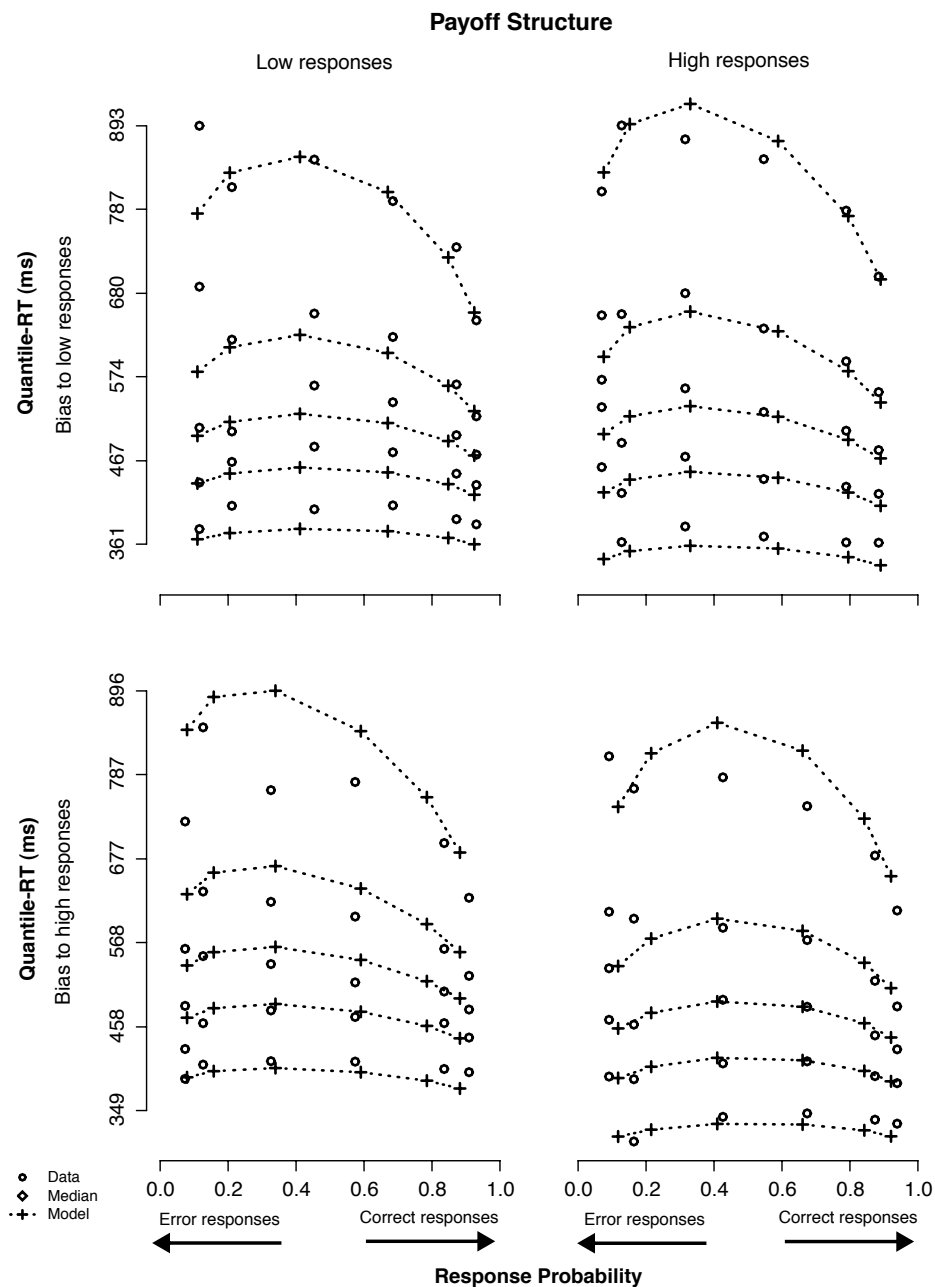 Payoff Structure
Low responses
High responses
Quantile-RT (ms)
Bias to low responses
893
787
680
574
467
361
Quantile-RT (ms)
Bias to high responses
896
787
677
568
458
349
Data
Median
Model
0.0 0.2 0.4 0.6 0.8 1.0
0.0 0.2 0.4 0.6 0.8 1.0
Error responses
Correct responses
Error responses
Correct responses
Response Probability